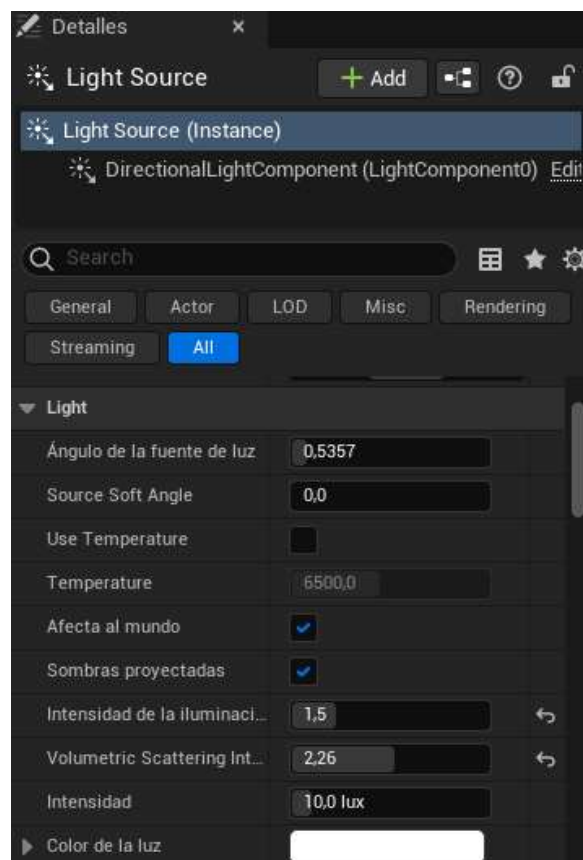 Detalles
Light Source + Add
Light Source (Instance)
DirectionalLightComponent (LightComponent0) Edit
Search
General Actor LOD Misc Rendering
Streaming All
Light
Ángulo de la fuente de luz 0,5357
Source Soft Angle 0,0
Use Temperature
Temperature 6500,0
Afecta al mundo
Sombras proyectadas
Intensidad de la iluminaci... 1,5
Volumetric Scattering Int... 2,26
Intensidad 10,0 lux
Color de la luz